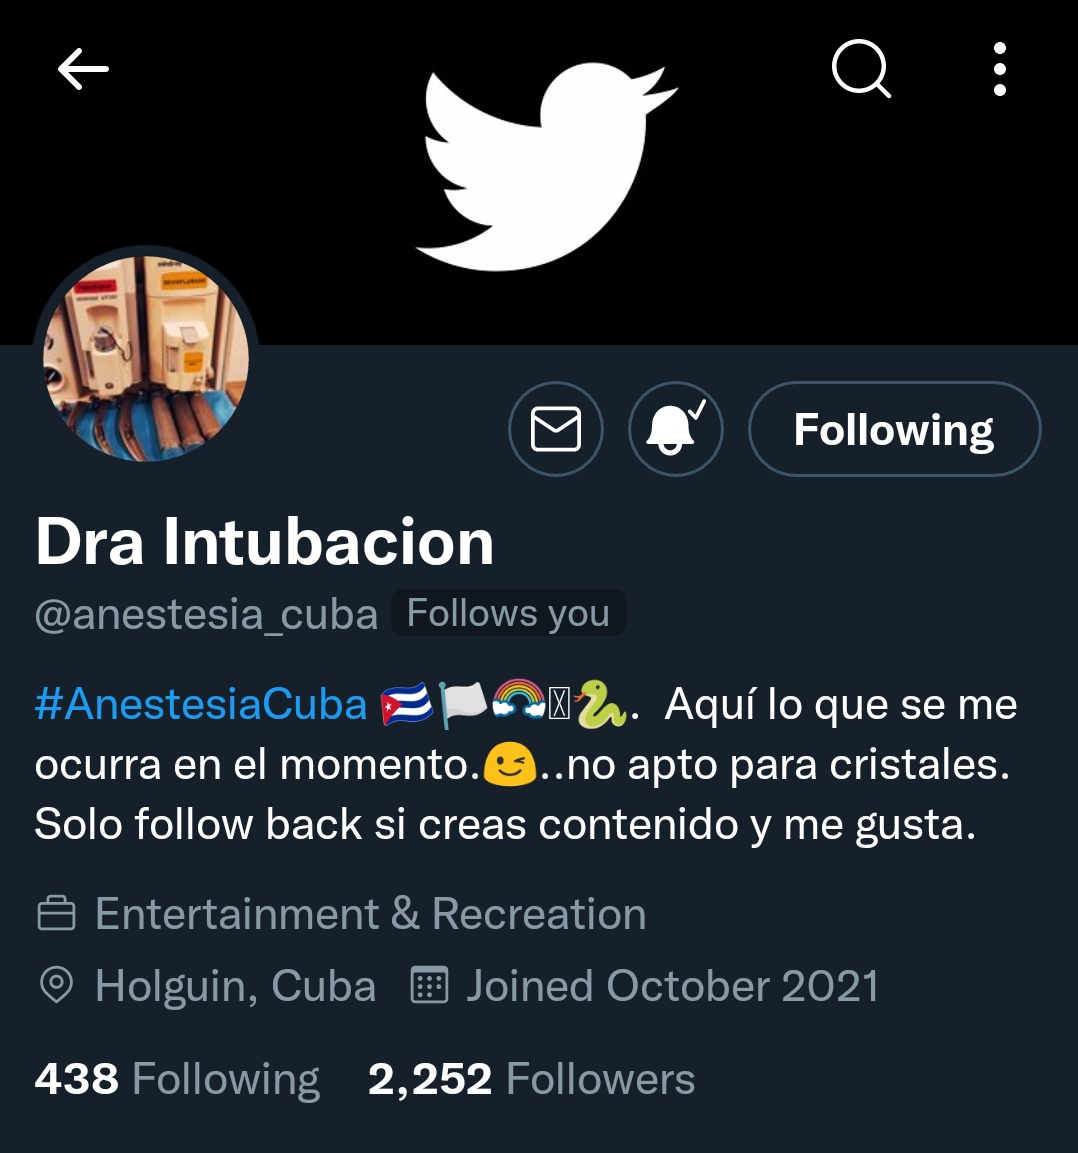 SEVOFLURANE
Following
Dra Intubacion
@anestesia_cuba Follows you
#AnestesiaCuba 🇨🇺🏳🌈🐍. Aquí lo que se me
ocurra en el momento.😉..no apto para cristales.
Solo follow back si creas contenido y me gusta.
Entertainment & Recreation
Holguin, Cuba Joined October 2021
438 Following 2,252 Followers